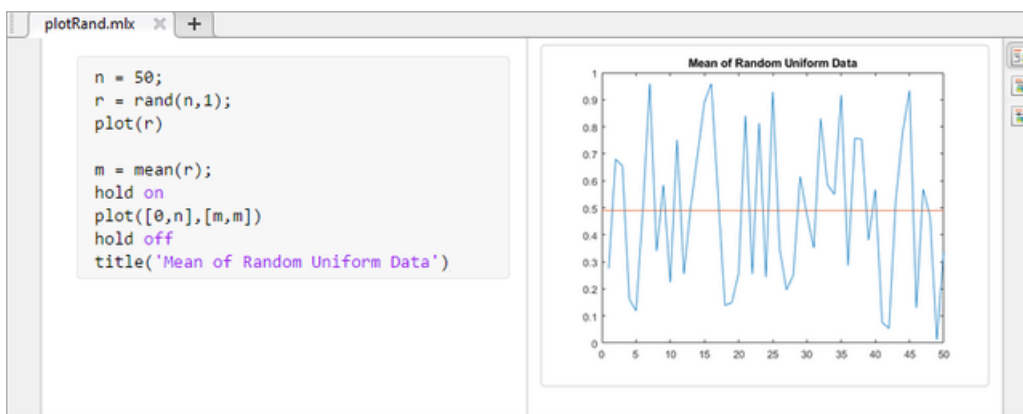 plotRand.mlx
n = 50;
r = rand(n,1);
plot(r)
m = mean(r);
hold on
plot([0,n],[m,m])
hold off
title('Mean of Random Uniform Data')
Mean of Random Uniform Data
1
0.9
0.8
0.7
0.6
0.5
0.4
0.3
0.2
0.1
0
0 5 10 15 20 25 30 35 40 45 50